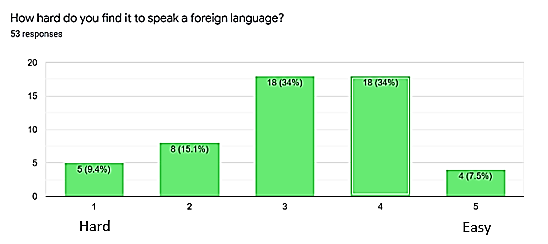 How hard do you find it to speak a foreign language?
53 responses
20
15
10
5
0
5 (9.4%)
8 (15.1%)
18 (34%)
18 (34%)
4 (7.5%)
1 2 3 4 5
Hard Easy